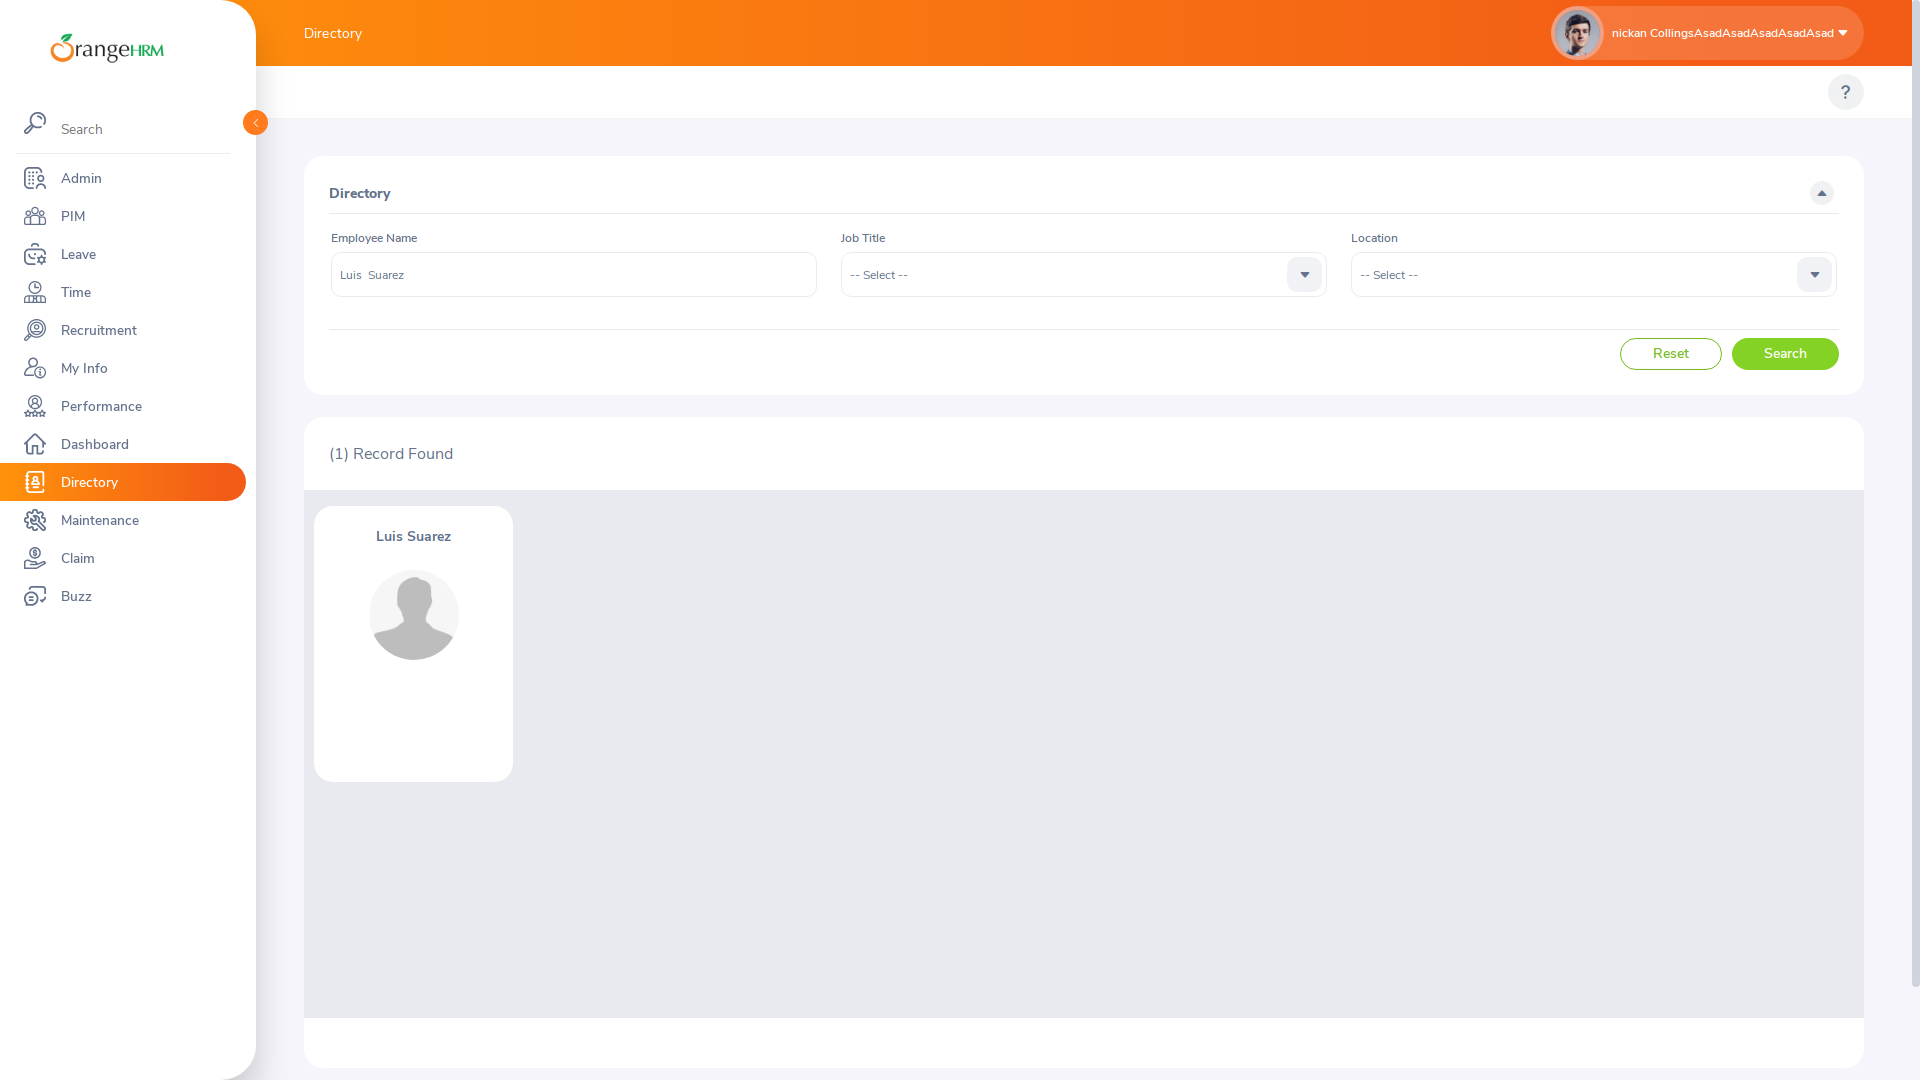 OrangeHRM
Directory
nickan CollingsAsadAsadAsadAsadAsad
?
Search
Admin
PIM
Leave
Time
Recruitment
My Info
Performance
Dashboard
Directory
Maintenance
Claim
Buzz
Directory
Employee Name
Job Title
Location
Luis  Suarez
-- Select --
-- Select --
Reset
Search
(1) Record Found
Luis Suarez